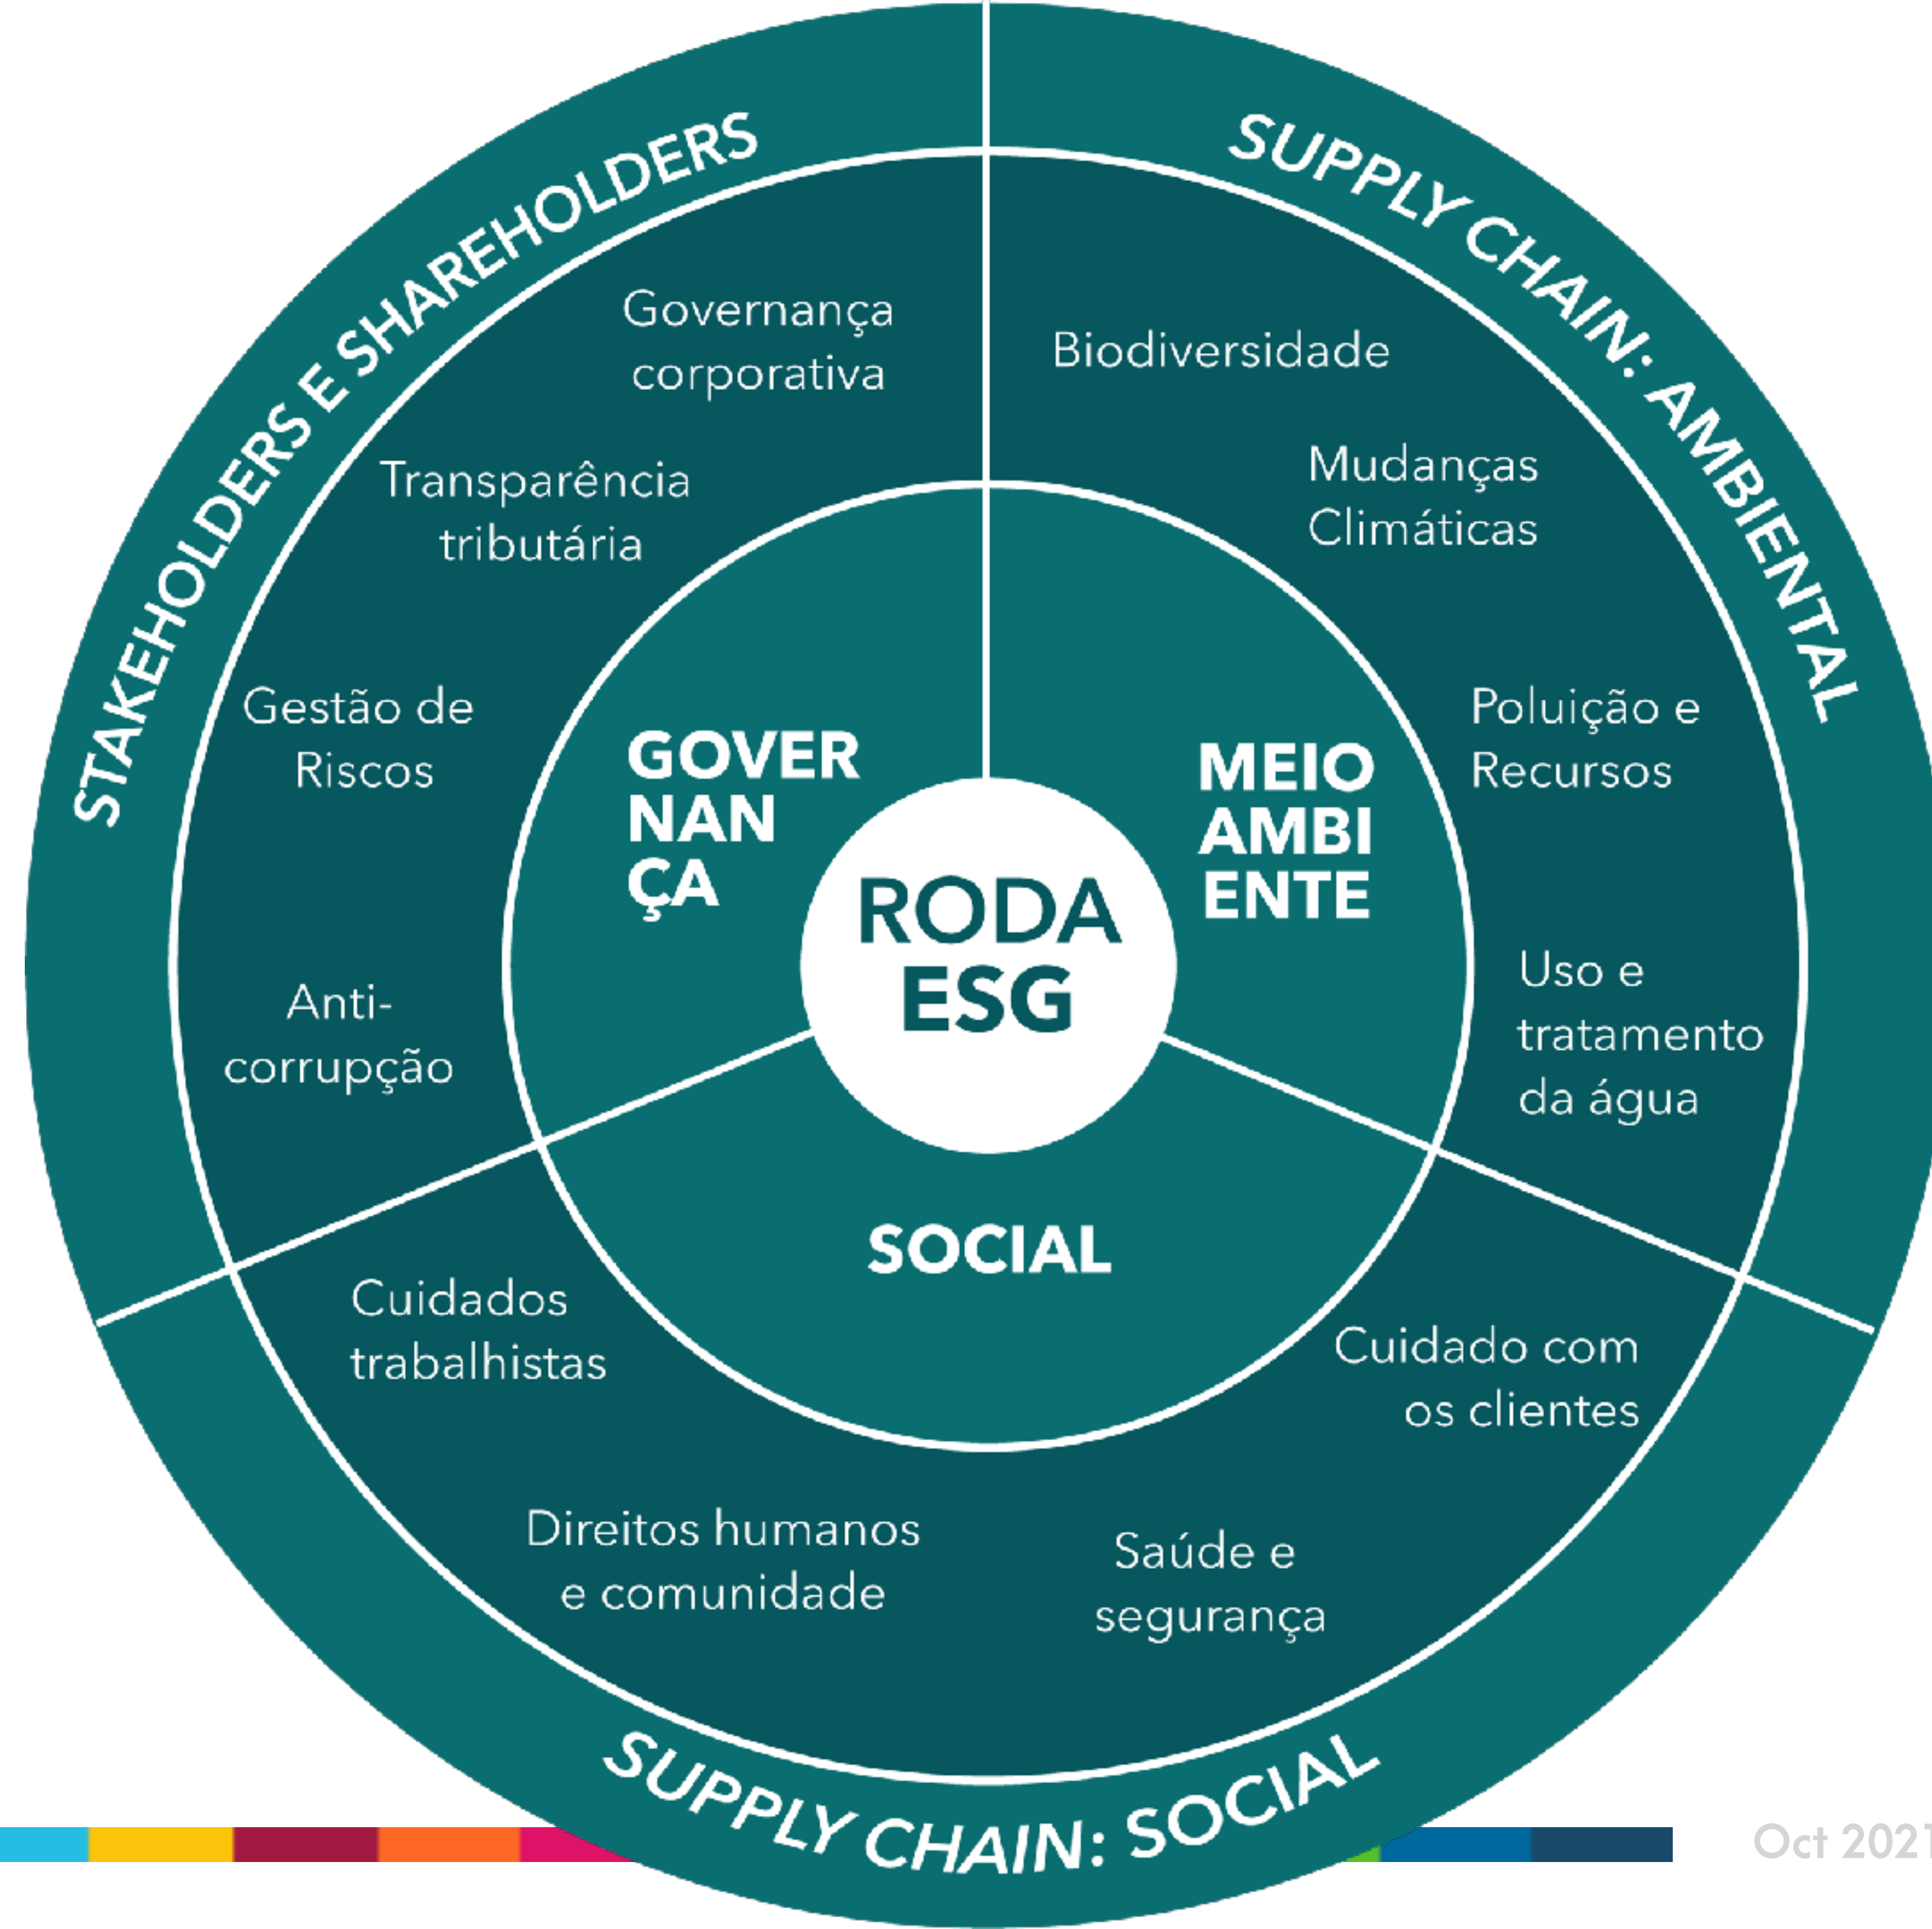 STAKEHOLDERS E SHAREHOLDERS
SUPPLY CHAIN: AMBIENTAL
Governança
corporativa
Transparência
tributária
Gestão de
Riscos
Anti-
corrupção
Biodiversidade
Mudanças
Climáticas
Poluição e
Recursos
Uso e
tratamento
da água
GOVER
NAN
ÇA
MEIO
AMBI
ENTE
RODA
ESG
SOCIAL
Cuidados
trabalhistas
Direitos humanos
e comunidade
Saúde e
segurança
Cuidado com
os clientes
SUPPLY CHAIN: SOCIAL
Oct 2021